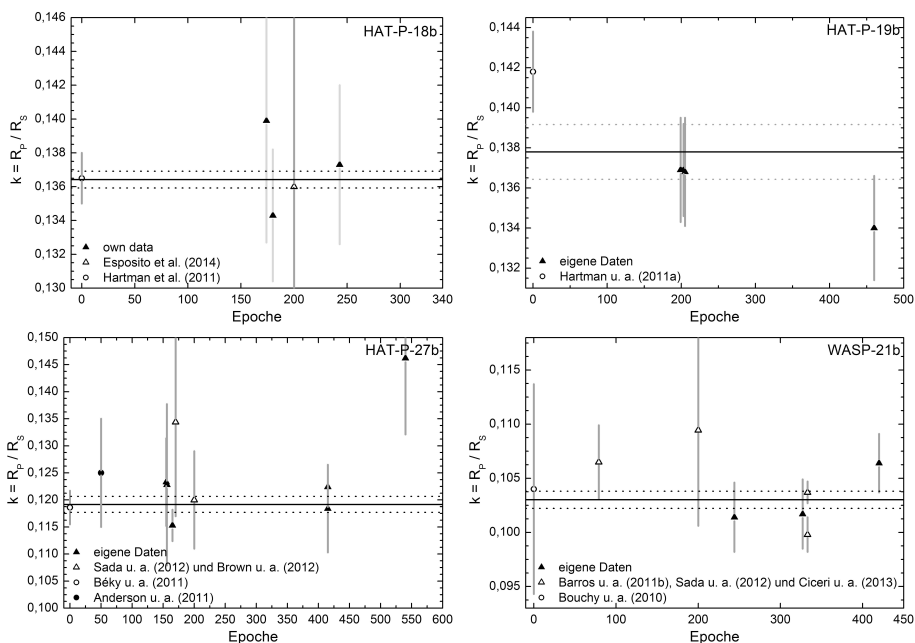 HAT-P-18b
0,146
0,144
0,142
0,140
0,138
0,136
0,134
0,132
0,130
k = R_P / R_S
own data
Esposito et al. (2014)
Hartman et al. (2011)
0 50 100 150 200 250 300 340
Epoche
HAT-P-19b
0,144
0,142
0,140
0,138
0,136
0,134
0,131
k = R_P / R_S
eigene Daten
Hartman u. a. (2011a)
0 100 200 300 400 500
Epoche
HAT-P-27b
0,150
0,145
0,140
0,135
0,130
0,125
0,120
0,115
0,110
0,105
0,100
k = R_P / R_S
eigene Daten
Sada u. a. (2012) und Brown u. a. (2012)
Béky u. a. (2011)
Anderson u. a. (2011)
0 50 100 150 200 250 300 350 400 450 500 550 600
Epoche
WASP-21b
0,115
0,110
0,105
0,100
0,095
k = R_P / R_S
eigene Daten
Barros u. a. (2011b), Sada u. a. (2012) und Ciceri u. a. (2013)
Bouchy u. a. (2010)
0 50 100 150 200 250 300 350 400 450
Epoche